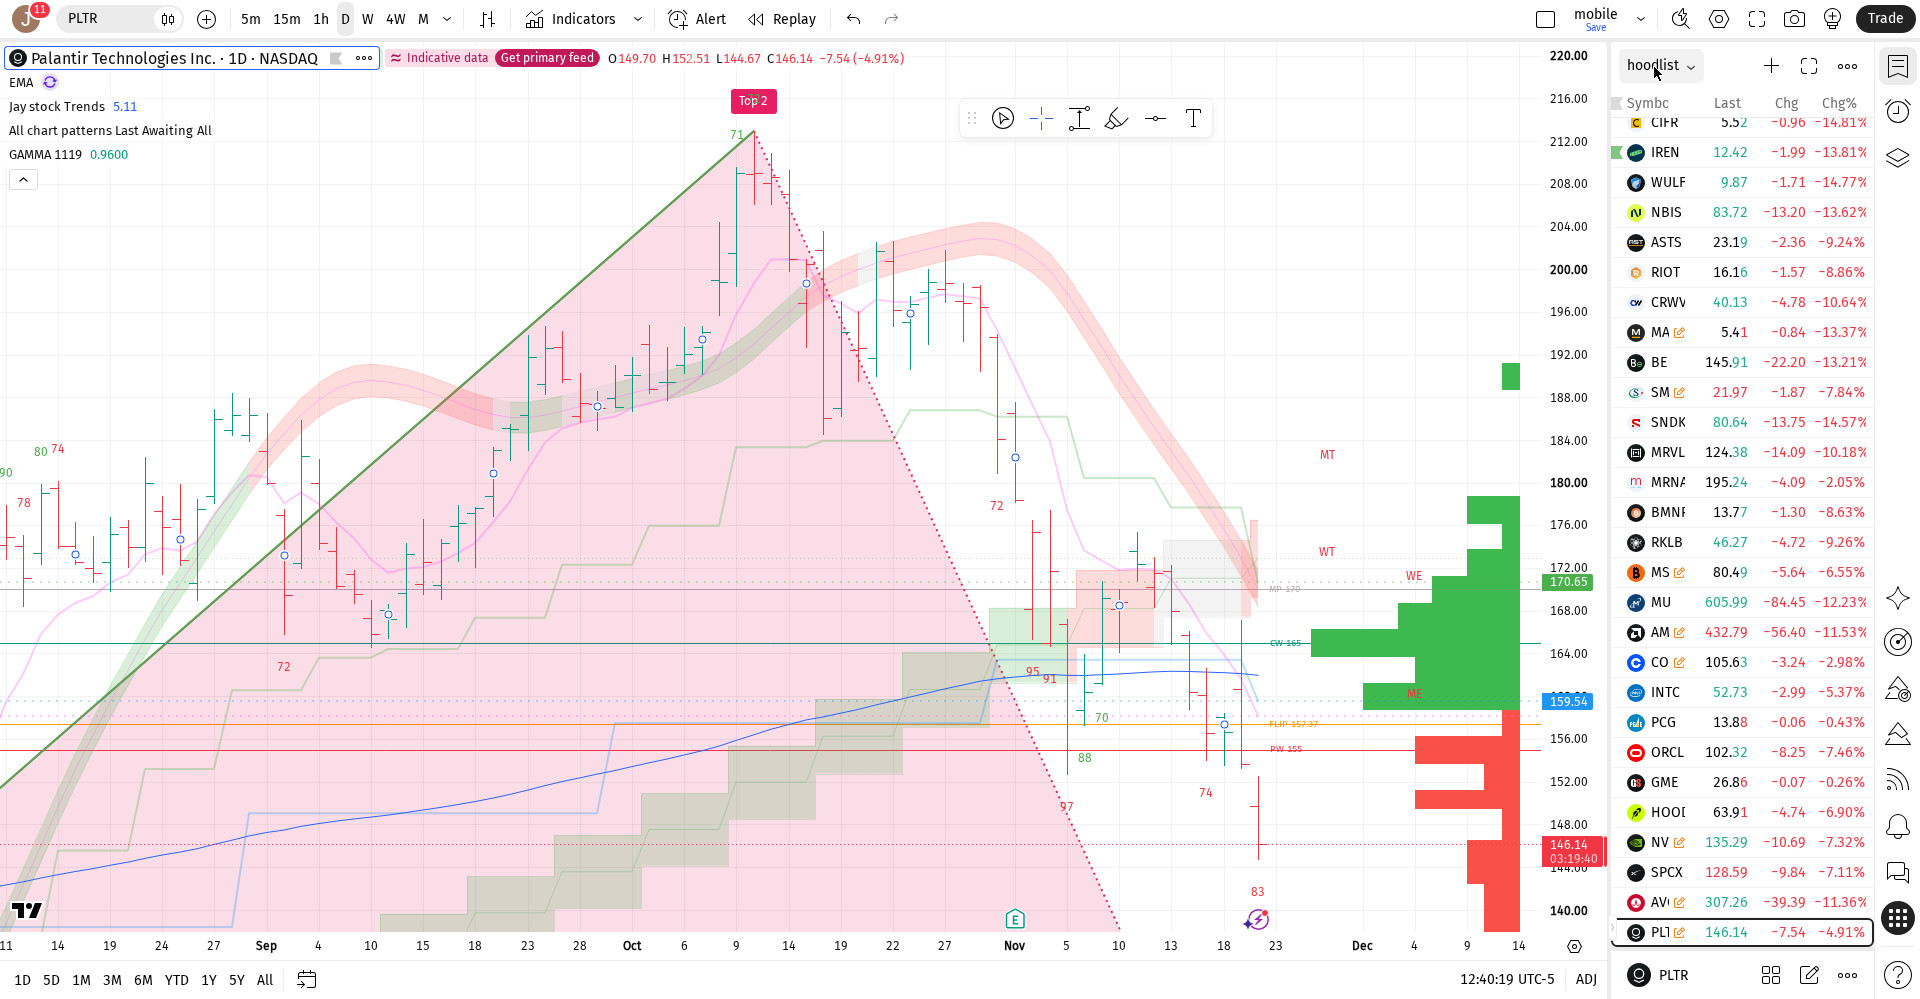 J 11 PLTR 5m 15m 1h D W 4W M Indicators Alert Replay mobile Save Trade
Palantir Technologies Inc. · 1D · NASDAQ ≈ Indicative data Get primary feed O149.70 H152.51 L144.67 C146.14 −7.54 (−4.91%)
EMA
Jay stock Trends 5.11
All chart patterns Last Awaiting All
GAMMA 1119 0.9600
71
90
80
74
78
72
72
95
91
70
88
97
74
83
MT
WT
WE
ME
MP 170
CW 165
FLIP 157.37
PW 155
E
220.00
216.00
212.00
208.00
204.00
200.00
196.00
192.00
188.00
184.00
180.00
176.00
172.00
170.65
168.00
164.00
159.54
156.00
152.00
148.00
146.14
03:19:40
144.00
140.00
11 14 19 24 27 Sep 4 10 15 18 23 28 Oct 6 9 14 19 22 27 Nov 5 10 13 18 23 Dec 4 9 14
1D 5D 1M 3M 6M YTD 1Y 5Y All 12:40:19 UTC-5 ADJ
hoodlist
Symbc Last Chg Chg%
CIFR 5.52 −0.96 −14.81%
IREN 12.42 −1.99 −13.81%
WULF 9.87 −1.71 −14.77%
NBIS 83.72 −13.20 −13.62%
ASTS 23.19 −2.36 −9.24%
RIOT 16.16 −1.57 −8.86%
CRWV 40.13 −4.78 −10.64%
MA 5.41 −0.84 −13.37%
BE 145.91 −22.20 −13.21%
SM 21.97 −1.87 −7.84%
SNDK 80.64 −13.75 −14.57%
MRVL 124.38 −14.09 −10.18%
MRNA 195.24 −4.09 −2.05%
BMNR 13.77 −1.30 −8.63%
RKLB 46.27 −4.72 −9.26%
MS 80.49 −5.64 −6.55%
MU 605.99 −84.45 −12.23%
AM 432.79 −56.40 −11.53%
CO 105.63 −3.24 −2.98%
INTC 52.73 −2.99 −5.37%
PCG 13.88 −0.06 −0.43%
ORCL 102.32 −8.25 −7.46%
GME 26.86 −0.07 −0.26%
HOOD 63.91 −4.74 −6.90%
NV 135.29 −10.69 −7.32%
SPCX 128.59 −9.84 −7.11%
AV 307.26 −39.39 −11.36%
PLT 146.14 −7.54 −4.91%
PLTR